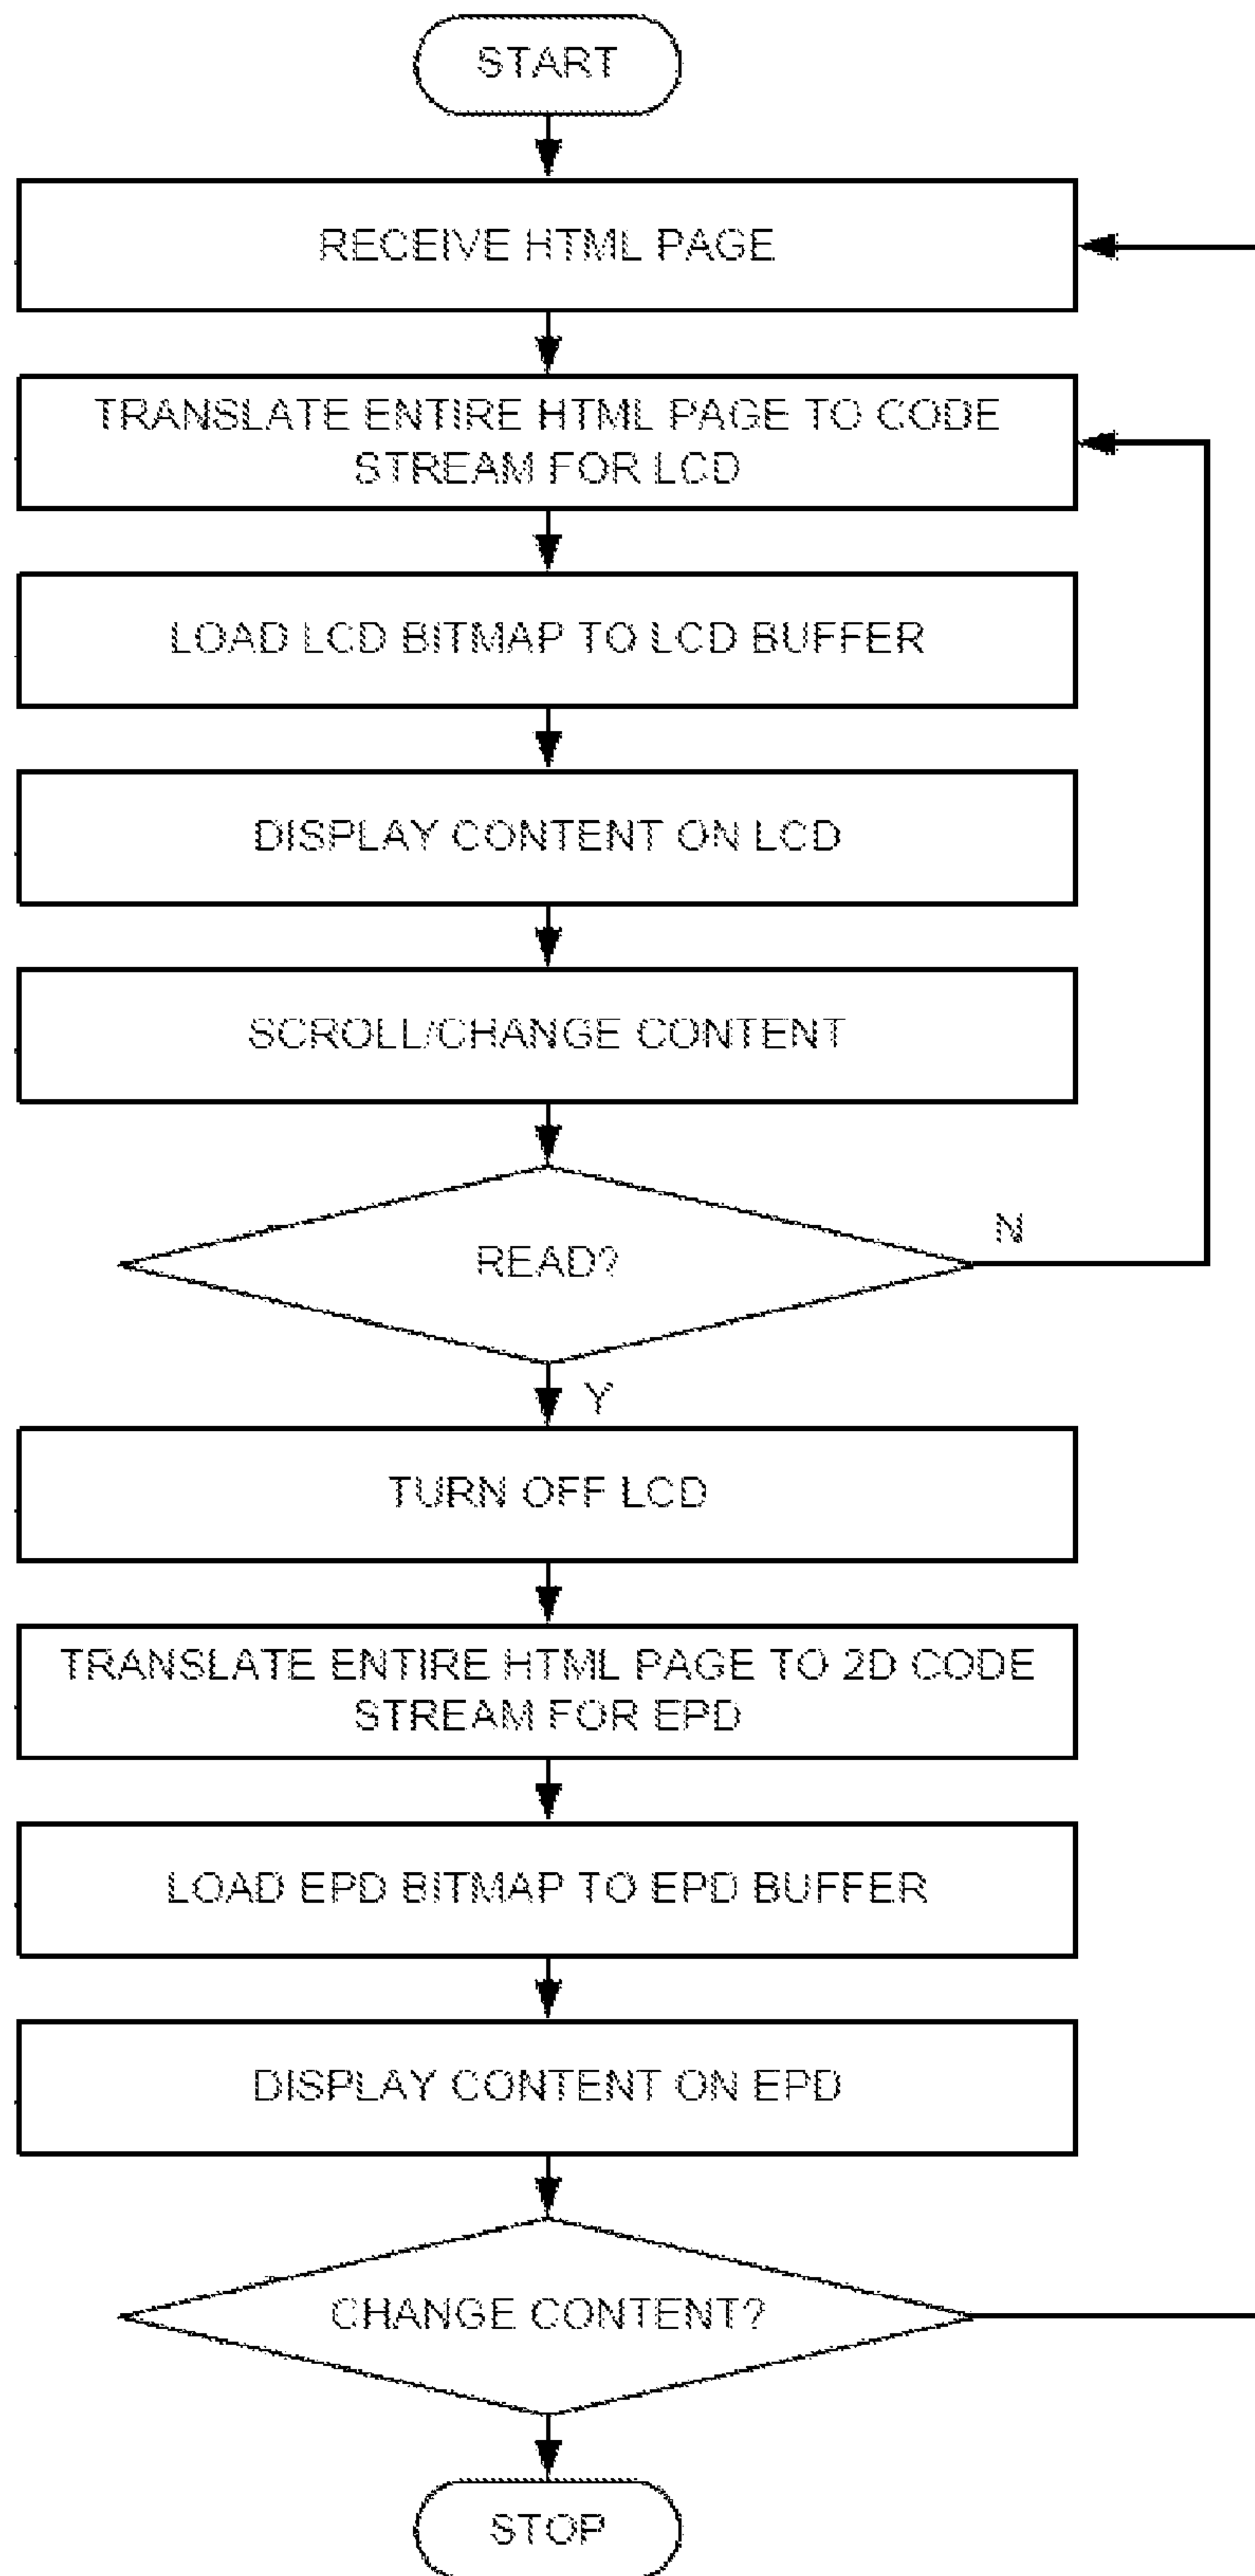 START
RECEIVE HTML PAGE
TRANSLATE ENTIRE HTML PAGE TO CODE
STREAM FOR LCD
LOAD LCD BITMAP TO LCD BUFFER
DISPLAY CONTENT ON LCD
SCROLL/CHANGE CONTENT
READ?
N
Y
TURN OFF LCD
TRANSLATE ENTIRE HTML PAGE TO 2D CODE
STREAM FOR EPD
LOAD EPD BITMAP TO EPD BUFFER
DISPLAY CONTENT ON EPD
CHANGE CONTENT?
STOP